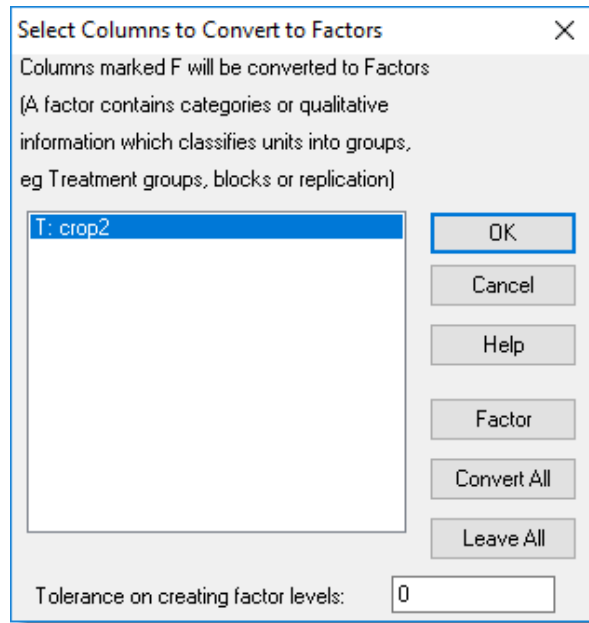 Select Columns to Convert to Factors
Columns marked F will be converted to Factors
(A factor contains categories or qualitative
information which classifies units into groups,
eg Treatment groups, blocks or replication)
T: crop2
OK
Cancel
Help
Factor
Convert All
Leave All
Tolerance on creating factor levels: 0